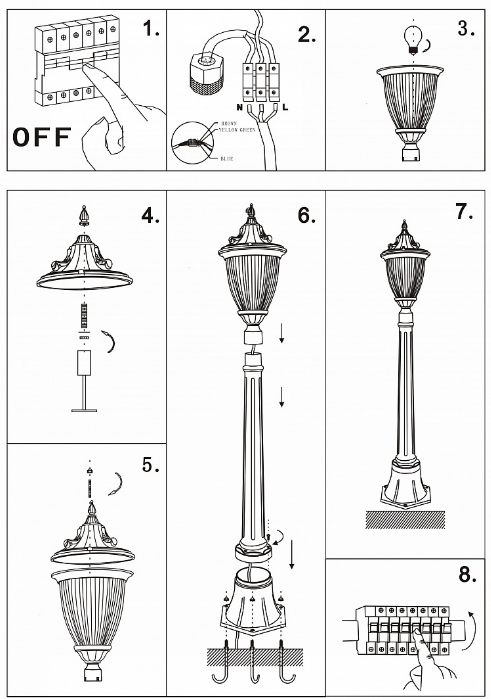 1.
OFF
2.
N L
BROWN
YELLOW GREEN
BLUE
3.
4.
5.
6.
7.
8.